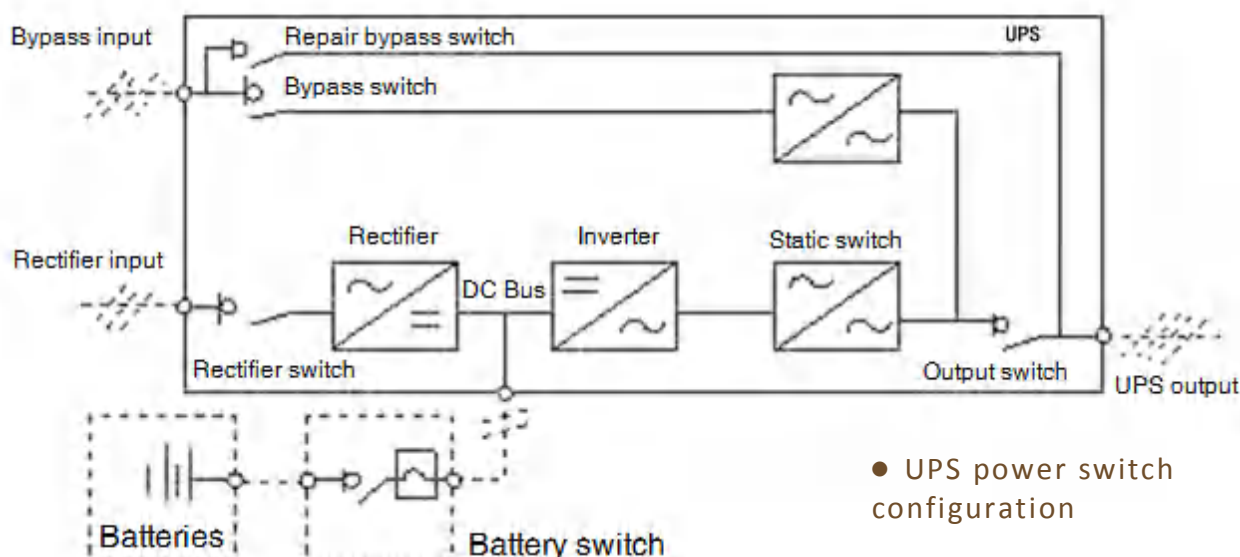 Bypass input
Repair bypass switch
UPS
Bypass switch
Rectifier
Inverter
Static switch
Rectifier input
DC Bus
Rectifier switch
Output switch
UPS output
● UPS power switch
configuration
Batteries
Battery switch